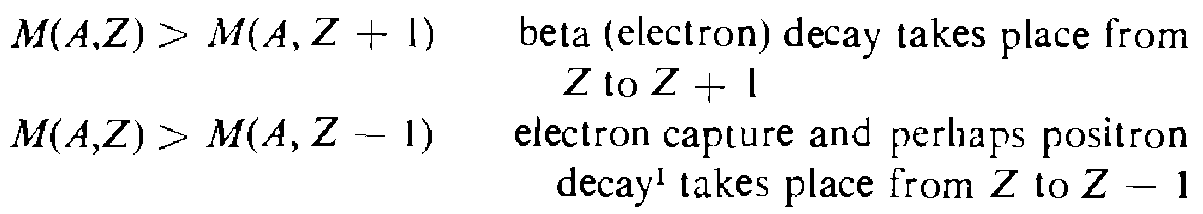 M(A,Z) > M(A, Z + 1) beta (electron) decay takes place from
Z to Z + 1
M(A,Z) > M(A, Z − 1) electron capture and perhaps positron
decay¹ takes place from Z to Z − 1